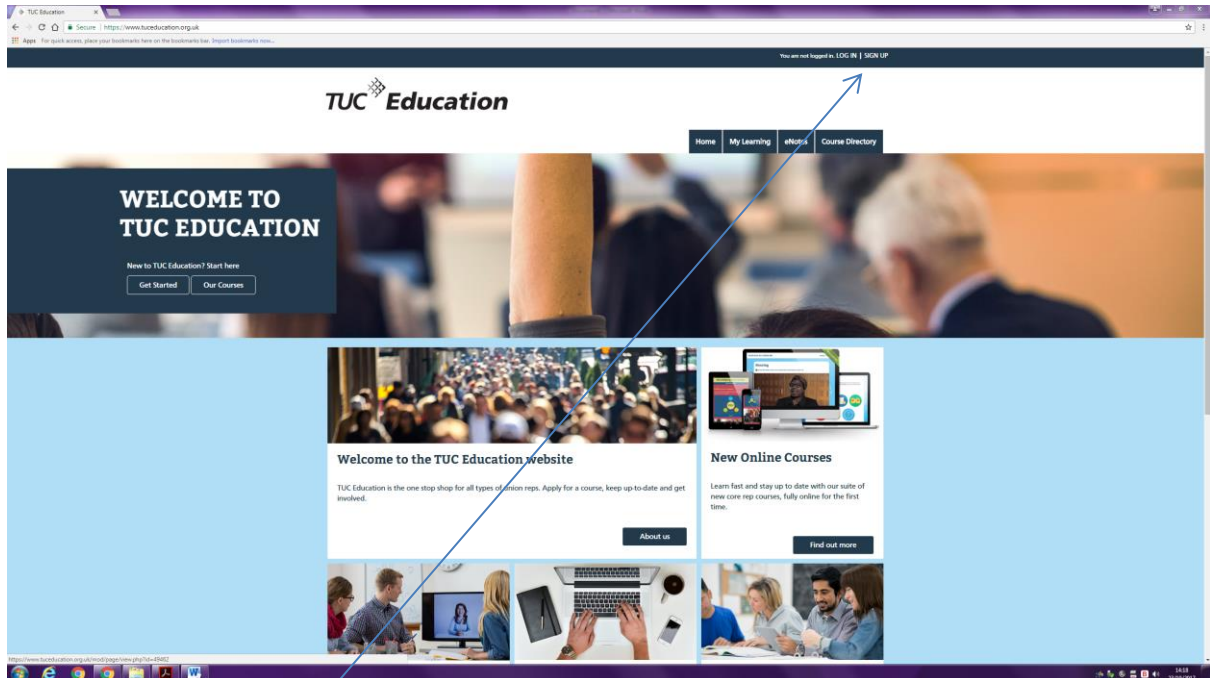 TUC Education
Secure | https://www.tuceducation.org.uk
Apps For quick access, place your bookmarks here on the bookmarks bar. Import bookmarks now...
You are not logged in. LOG IN | SIGN UP
TUC Education
Home My Learning eNotes Course Directory
WELCOME TO
TUC EDUCATION
New to TUC Education? Start here
Get Started Our Courses
Welcome to the TUC Education website
TUC Education is the one stop shop for all types of union reps. Apply for a course, keep up-to-date and get
involved.
About us
New Online Courses
Learn fast and stay up to date with our suite of
new core rep courses, fully online for the first
time.
Find out more
https://www.tuceducation.org.uk/mod/page/view.php?id=49492
14:18